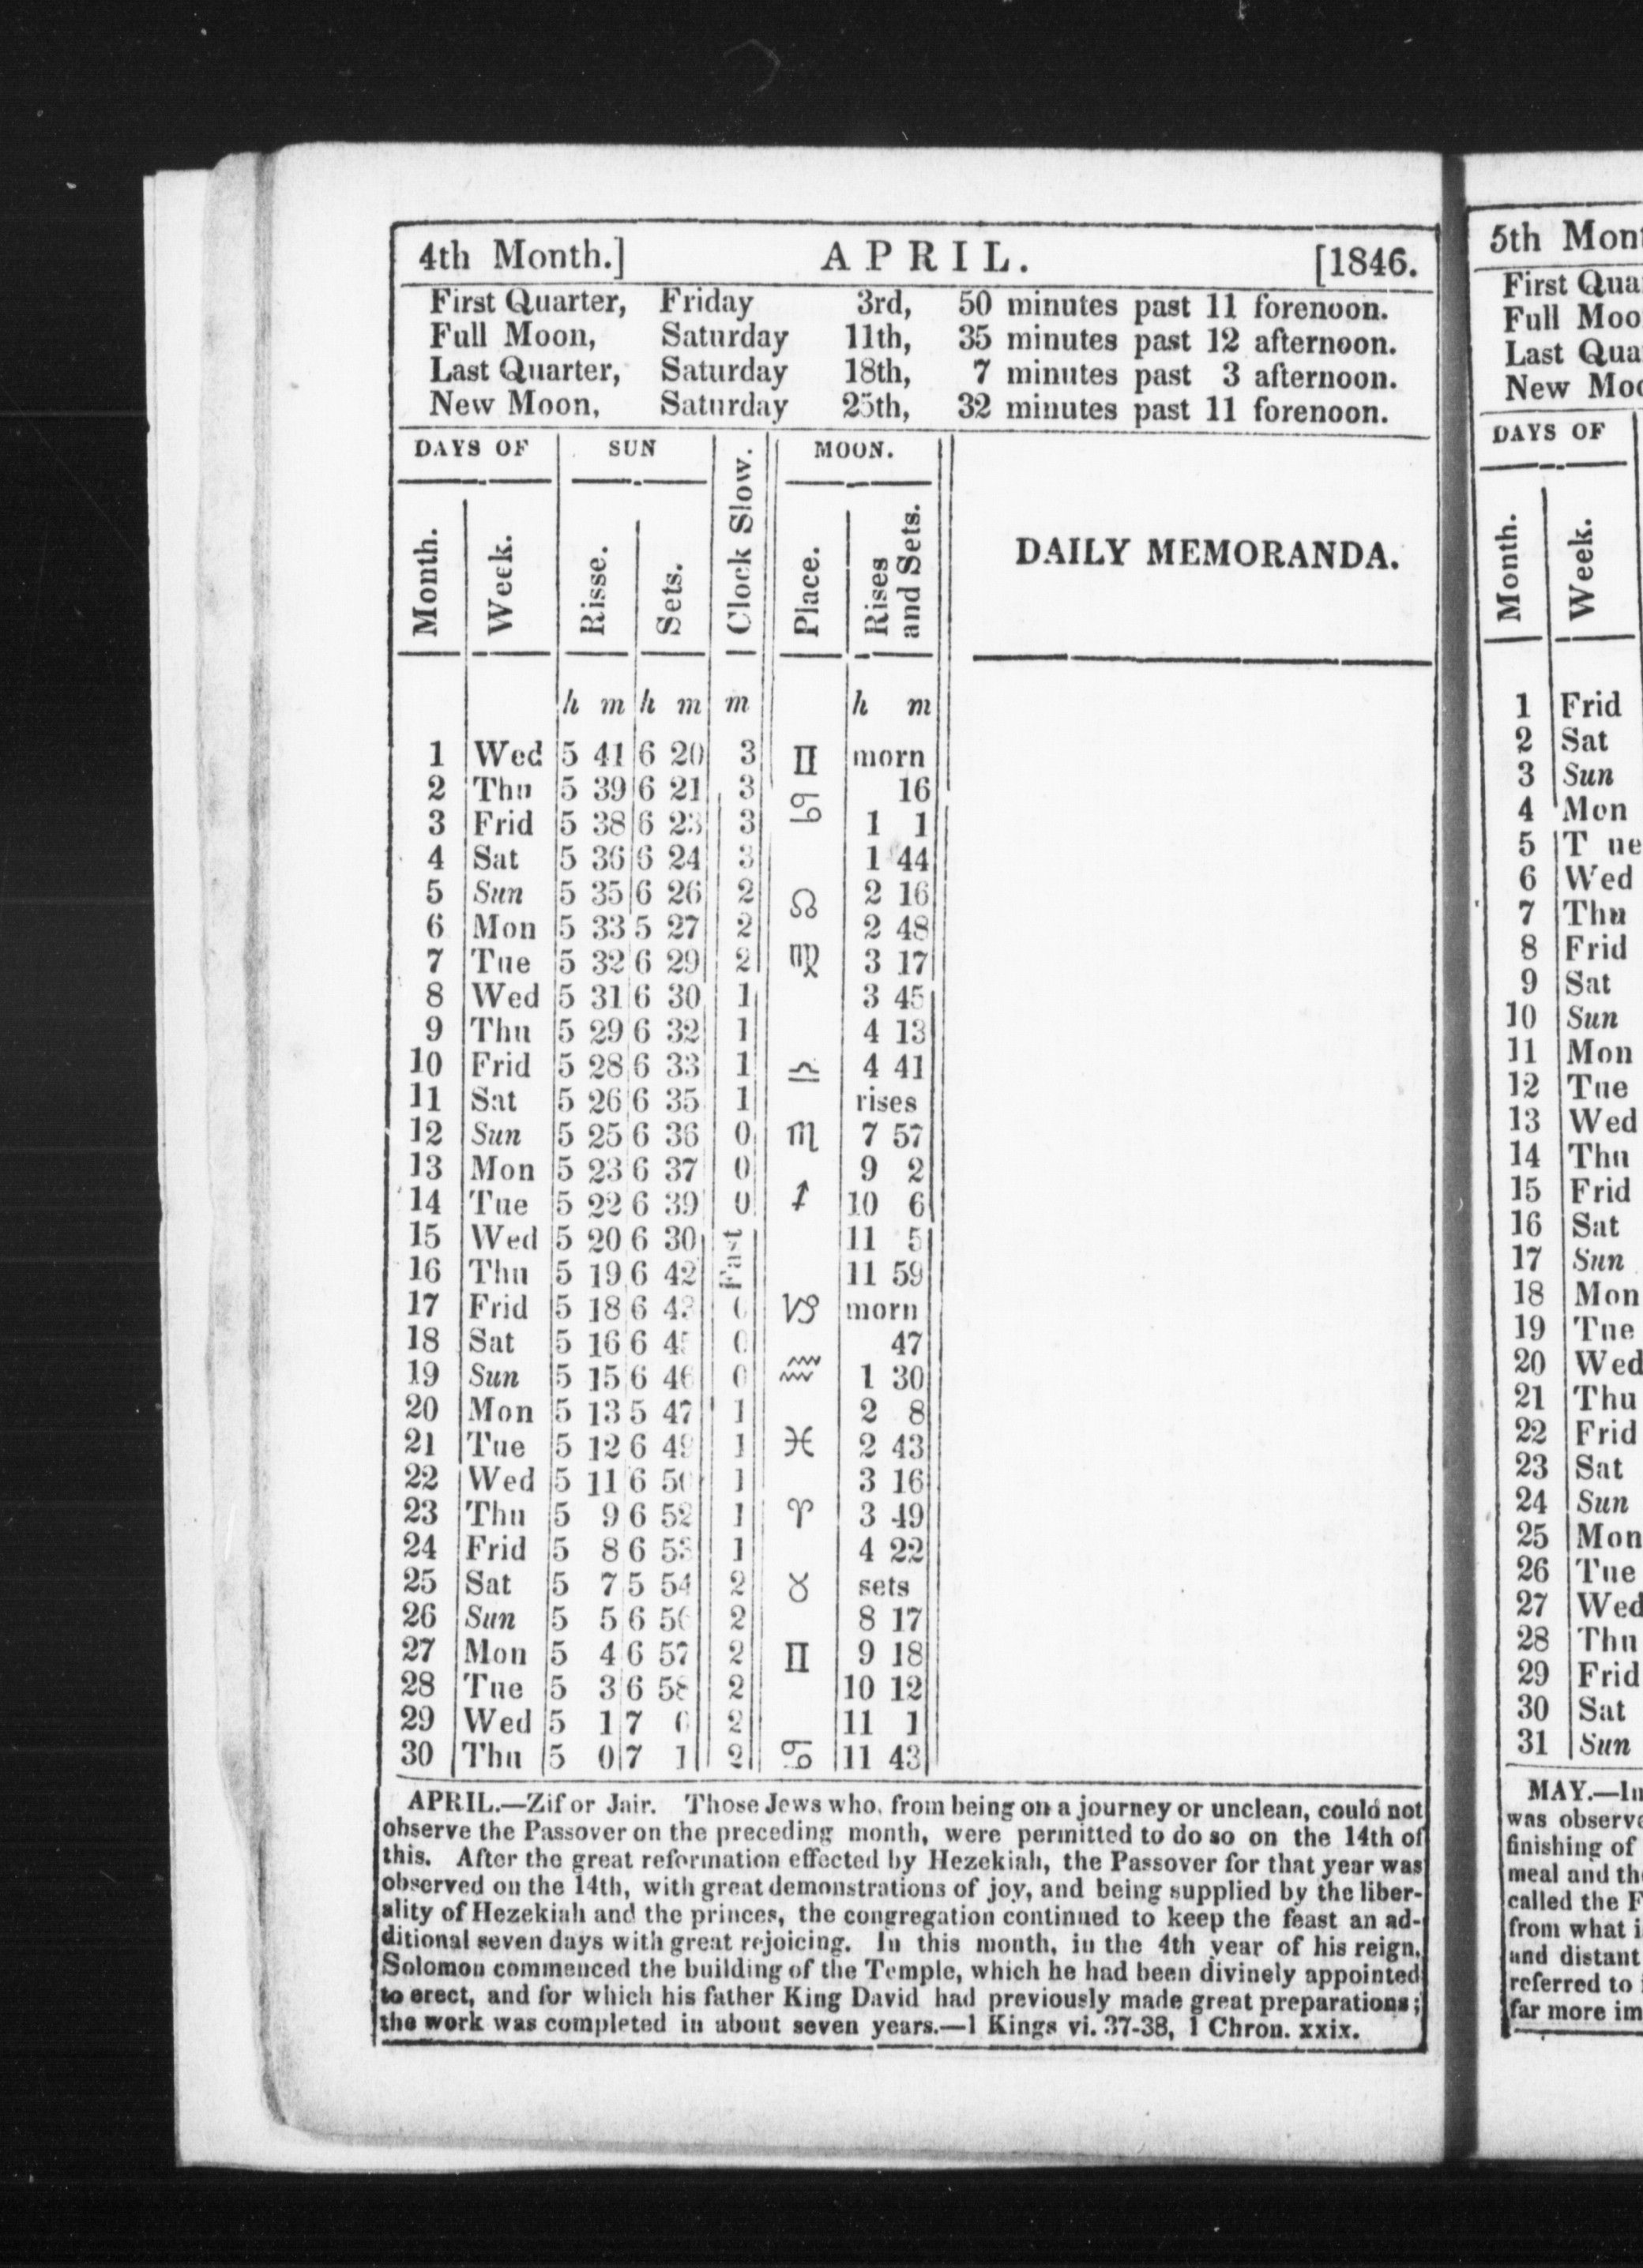 4th Month.] APRIL. [1846.
First Quarter, Friday 3rd, 50 minutes past 11 forenoon.
Full Moon, Saturday 11th, 35 minutes past 12 afternoon.
Last Quarter, Saturday 18th, 7 minutes past 3 afternoon.
New Moon, Saturday 25th, 32 minutes past 11 forenoon.
DAYS OF SUN Clock Slow. MOON. DAILY MEMORANDA.
Month. Week. Risse. Sets. Place. Rises and Sets.
h m h m m h m
1 Wed 5 41 6 20 3 ♊ morn
2 Thu 5 39 6 21 3 ♋ 16
3 Frid 5 38 6 23 3 1 1
4 Sat 5 36 6 24 3 1 44
5 Sun 5 35 6 26 2 ☊ 2 16
6 Mon 5 33 5 27 2 2 48
7 Tue 5 32 6 29 2 ♍ 3 17
8 Wed 5 31 6 30 1 3 45
9 Thu 5 29 6 32 1 4 13
10 Frid 5 28 6 33 1 ♎ 4 41
11 Sat 5 26 6 35 1 rises
12 Sun 5 25 6 36 0 ♏ 7 57
13 Mon 5 23 6 37 0 9 2
14 Tue 5 22 6 39 0 ♐ 10 6
15 Wed 5 20 6 30 Fast 11 5
16 Thu 5 19 6 42 11 59
17 Frid 5 18 6 43 ♑ morn
18 Sat 5 16 6 45 0 47
19 Sun 5 15 6 46 0 ♒ 1 30
20 Mon 5 13 5 47 1 2 8
21 Tue 5 12 6 49 1 ♓ 2 43
22 Wed 5 11 6 50 1 3 16
23 Thu 5 9 6 52 1 ♈ 3 49
24 Frid 5 8 6 53 1 4 22
25 Sat 5 7 5 54 2 ♉ sets
26 Sun 5 5 6 56 2 8 17
27 Mon 5 4 6 57 2 ♊ 9 18
28 Tue 5 3 6 58 2 10 12
29 Wed 5 1 7 2 11 1
30 Thu 5 0 7 1 2 ♋ 11 43
APRIL.—Zif or Jair. Those Jews who, from being on a journey or unclean, could not
observe the Passover on the preceding month, were permitted to do so on the 14th of
this. After the great reformation effected by Hezekiah, the Passover for that year was
observed on the 14th, with great demonstrations of joy, and being supplied by the liber-
ality of Hezekiah and the princes, the congregation continued to keep the feast an ad-
ditional seven days with great rejoicing. In this month, in the 4th year of his reign,
Solomon commenced the building of the Temple, which he had been divinely appointed
to erect, and for which his father King David had previously made great preparations;
the work was completed in about seven years.—1 Kings vi. 37-38, 1 Chron. xxix.
5th Mont
First Qua
Full Moo
Last Qua
New Moo
DAYS OF
Month. Week.
1 Frid
2 Sat
3 Sun
4 Mon
5 T ue
6 Wed
7 Thu
8 Frid
9 Sat
10 Sun
11 Mon
12 Tue
13 Wed
14 Thu
15 Frid
16 Sat
17 Sun
18 Mon
19 Tue
20 Wed
21 Thu
22 Frid
23 Sat
24 Sun
25 Mon
26 Tue
27 Wed
28 Thu
29 Frid
30 Sat
31 Sun
MAY.—In
was observe
finishing of
meal and the
called the F
from what i
and distant
referred to
far more im